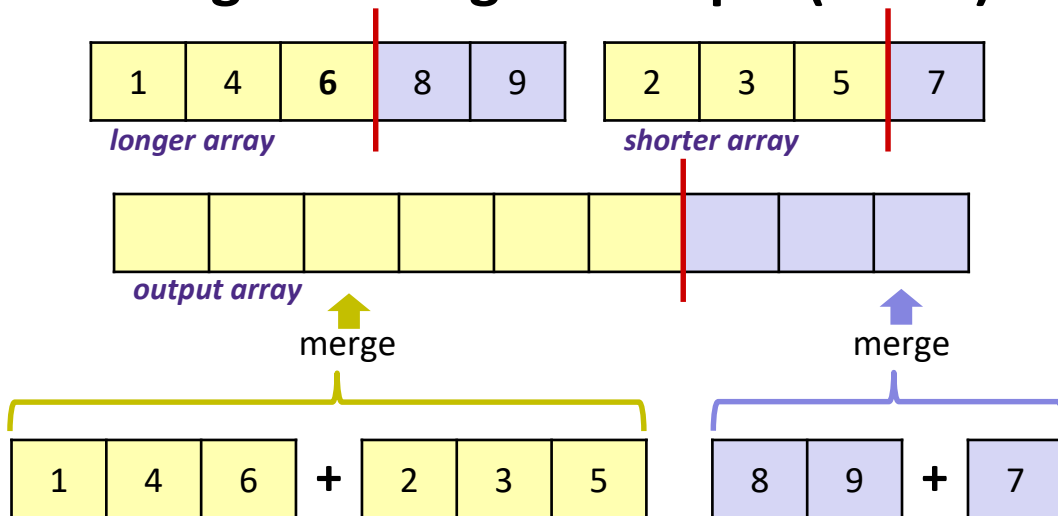 1 4 6 8 9 2 3 5 7
longer array shorter array
output array
merge merge
1 4 6 + 2 3 5 8 9 + 7